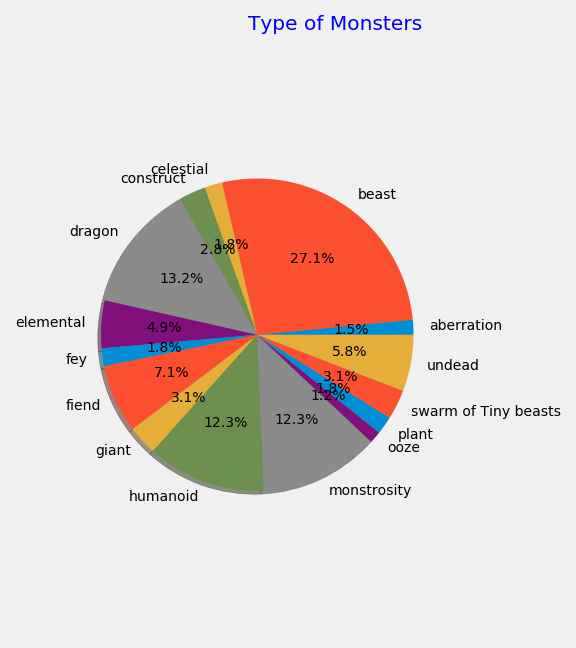 Type of Monsters
celestial
construct
beast
dragon
1.8%
2.8%
27.1%
13.2%
elemental
4.9%
1.5%
aberration
fey
1.8%
5.8%
undead
7.1%
3.1%
fiend
3.1%
1.8%
1.2%
swarm of Tiny beasts
giant
12.3%
12.3%
plant
ooze
humanoid
monstrosity